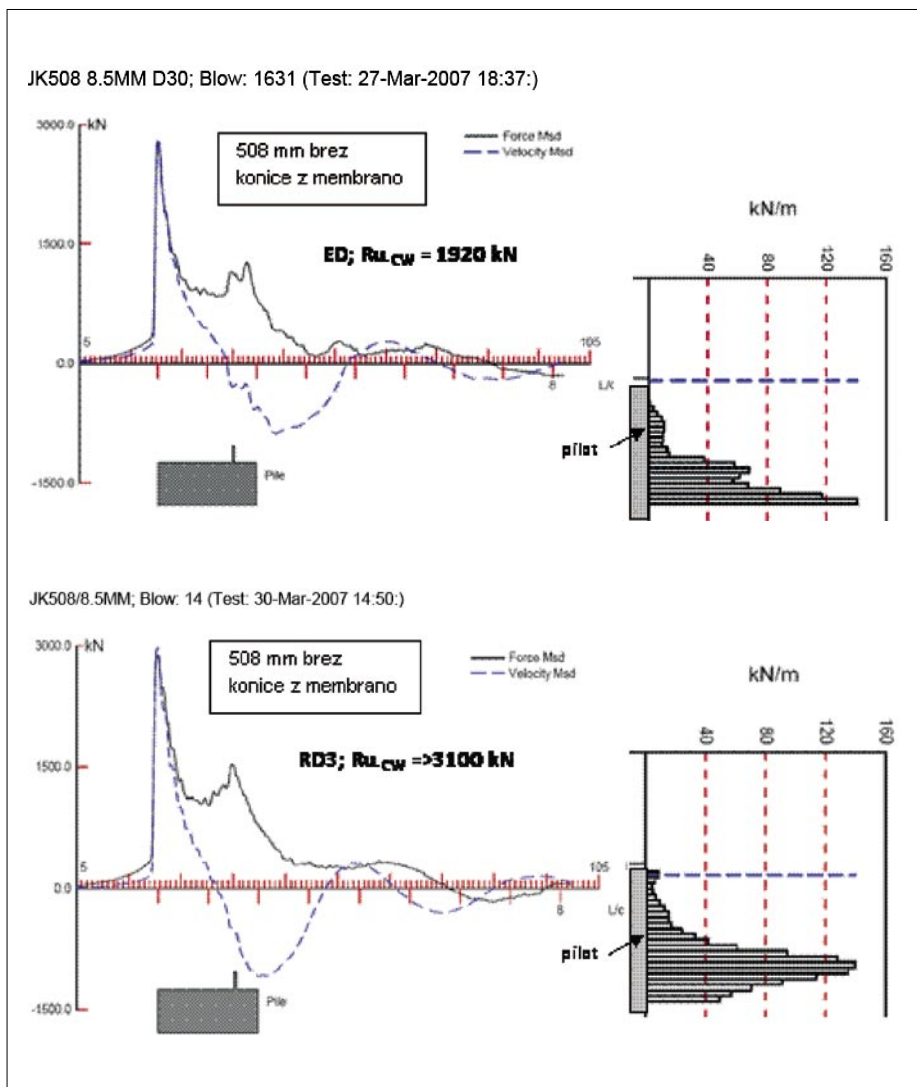 JK508 8.5MM D30; Blow: 1631 (Test: 27-Mar-2007 18:37:)
3000.0 kN
508 mm brez
konice z membrano
Force Msd
Velocity Msd
ED; Ru CW = 1920 kN
1500.0
0.0
5
105
8
L/c
-1500.0
Pile
kN/m
40
80
120
160
pilot
JK508/8.5MM; Blow: 14 (Test: 30-Mar-2007 14:50:)
3000.0 kN
508 mm brez
konice z membrano
Force Msd
Velocity Msd
RD3; Ru CW =>3100 kN
1500.0
0.0
5
105
8
L/c
-1500.0
Pile
kN/m
40
80
120
160
pilot